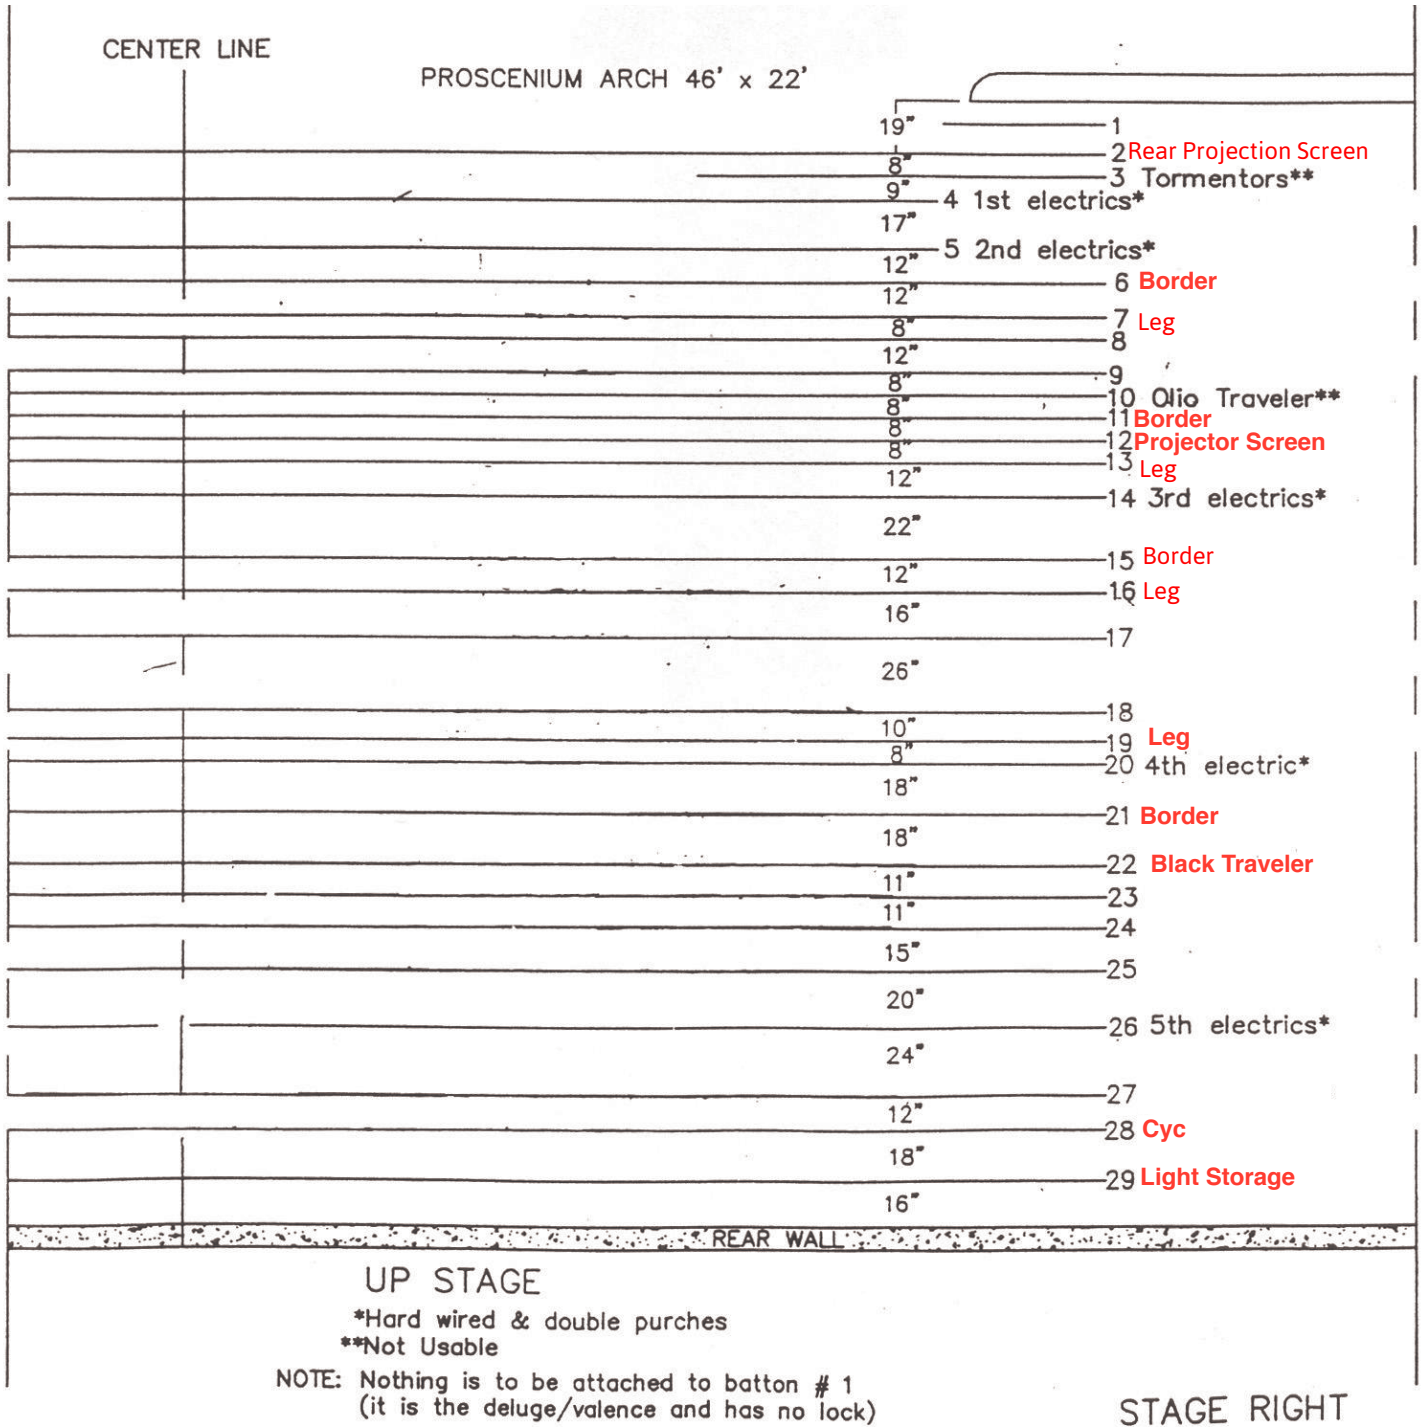 CENTER LINE
PROSCENIUM ARCH 46' x 22'
19" 1
2 Rear Projection Screen
8"
3 Tormentors**
9"
4 1st electrics*
17"
5 2nd electrics*
12"
6 Border
12"
7 Leg
8"
8
12"
9
8"
10 Olio Traveler**
8"
11 Border
8"
12 Projector Screen
8"
13 Leg
12"
14 3rd electrics*
22"
15 Border
12"
16 Leg
16"
17
26"
18
10"
19 Leg
8"
20 4th electric*
18"
21 Border
18"
22 Black Traveler
11"
23
11"
24
15"
25
20"
26 5th electrics*
24"
27
12"
28 Cyc
18"
29 Light Storage
16"
REAR WALL
UP STAGE
*Hard wired & double purches
**Not Usable
NOTE: Nothing is to be attached to batton # 1
(it is the deluge/valence and has no lock)
STAGE RIGHT